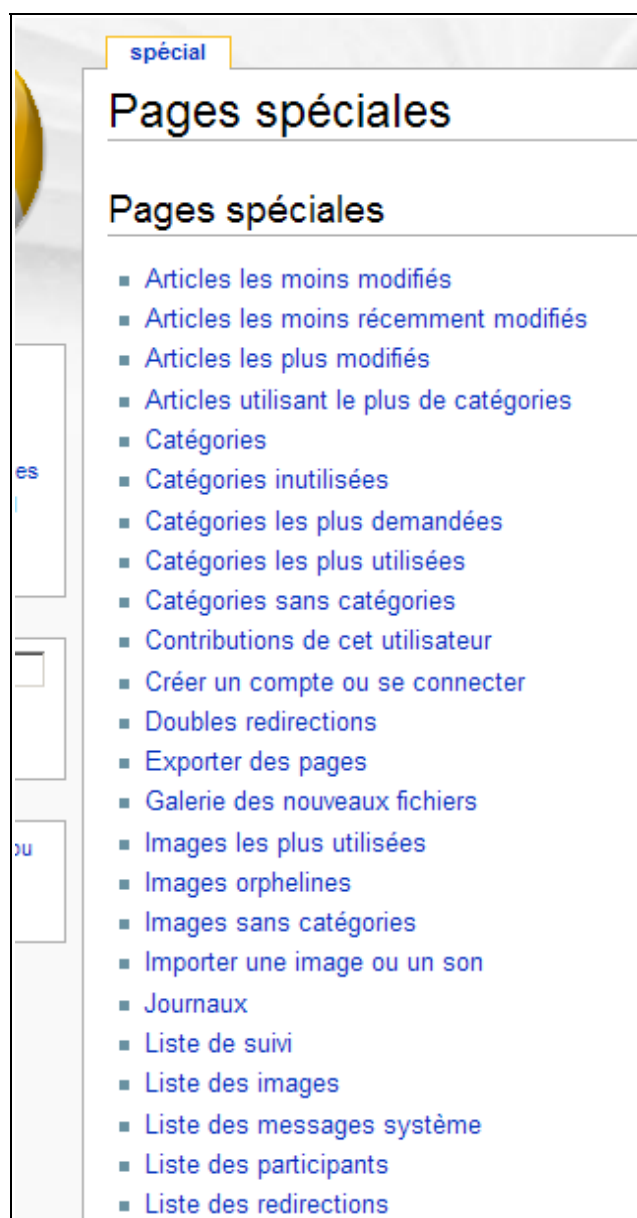 spécial
Pages spéciales
Pages spéciales
Articles les moins modifiés
Articles les moins récemment modifiés
Articles les plus modifiés
Articles utilisant le plus de catégories
Catégories
es
Catégories inutilisées
Catégories les plus demandées
Catégories les plus utilisées
Catégories sans catégories
Contributions de cet utilisateur
Créer un compte ou se connecter
Doubles redirections
Exporter des pages
Galerie des nouveaux fichiers
Images les plus utilisées
ou
Images orphelines
Images sans catégories
Importer une image ou un son
Journaux
Liste de suivi
Liste des images
Liste des messages système
Liste des participants
Liste des redirections